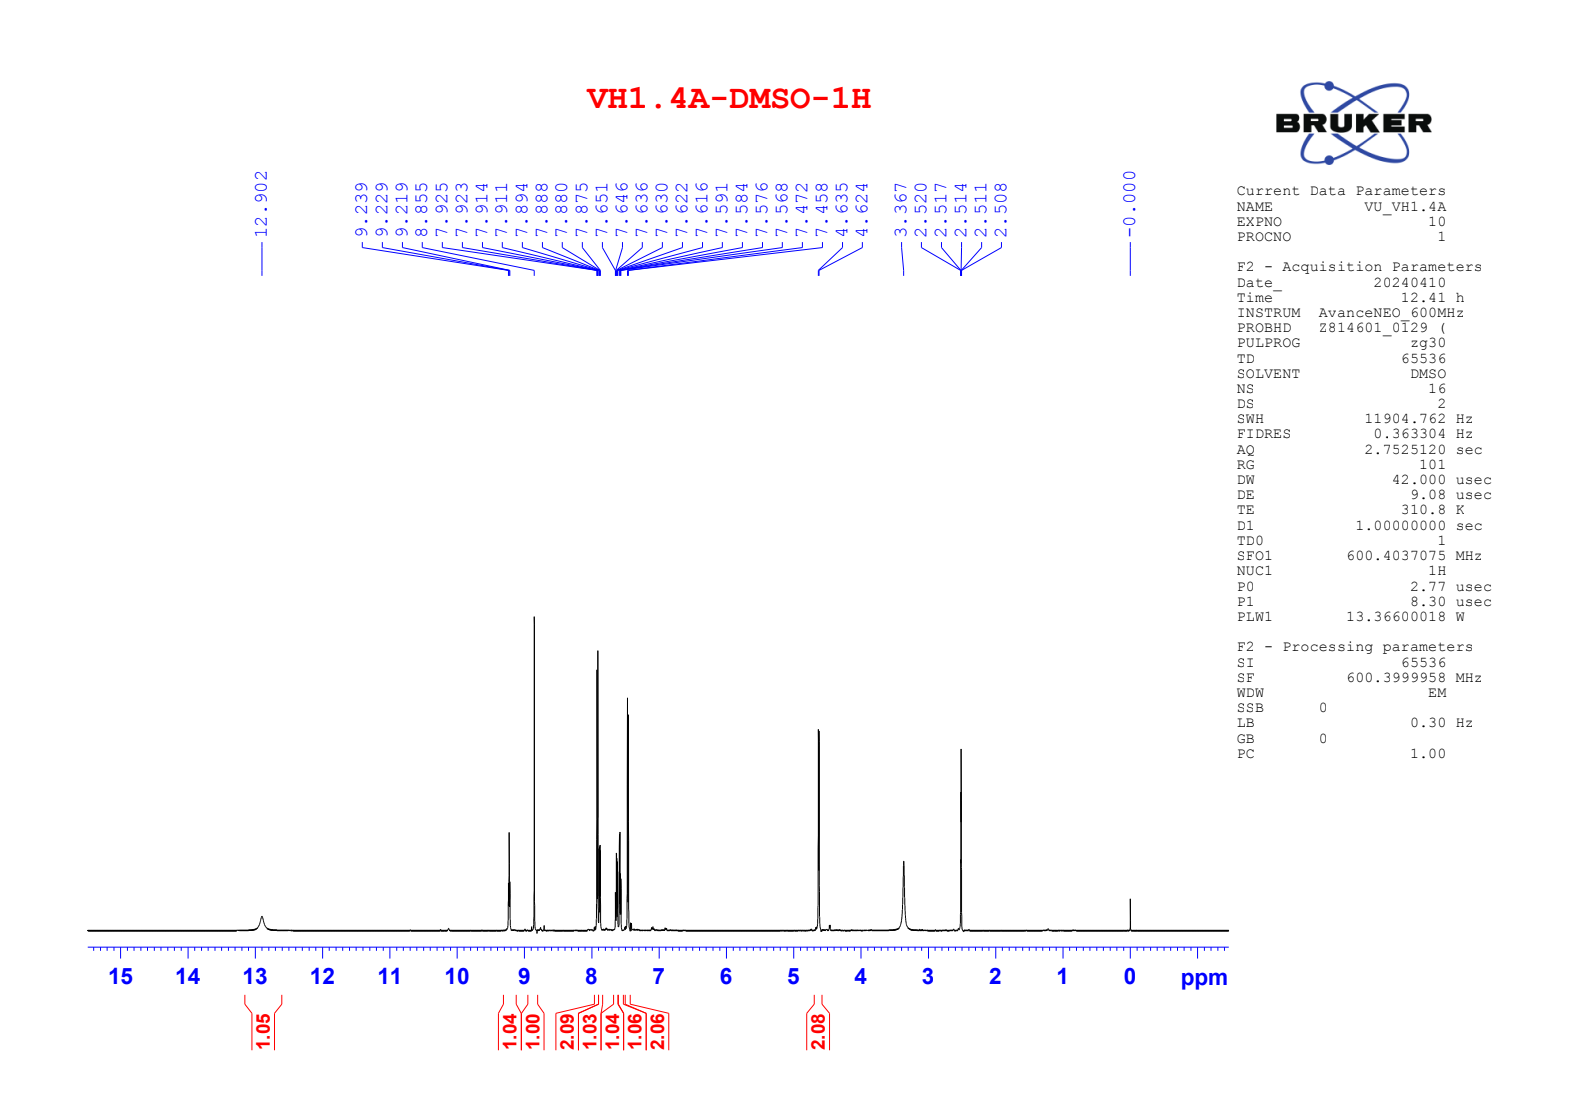 VH1.4A-DMSO-1H
BRUKER
12.902
9.239
9.229
9.219
8.855
7.925
7.923
7.914
7.911
7.894
7.888
7.880
7.875
7.651
7.646
7.636
7.630
7.622
7.616
7.591
7.584
7.576
7.568
7.472
7.458
4.635
4.624
3.367
2.520
2.517
2.514
2.511
2.508
-0.000
Current Data Parameters
NAME VU_VH1.4A
EXPNO 10
PROCNO 1
F2 - Acquisition Parameters
Date_ 20240410
Time 12.41 h
INSTRUM AvanceNEO_600MHz
PROBHD Z814601_0129 (
PULPROG zg30
TD 65536
SOLVENT DMSO
NS 16
DS 2
SWH 11904.762 Hz
FIDRES 0.363304 Hz
AQ 2.7525120 sec
RG 101
DW 42.000 usec
DE 9.08 usec
TE 310.8 K
D1 1.00000000 sec
TD0 1
SFO1 600.4037075 MHz
NUC1 1H
P0 2.77 usec
P1 8.30 usec
PLW1 13.36600018 W
F2 - Processing parameters
SI 65536
SF 600.3999958 MHz
WDW EM
SSB 0
LB 0.30 Hz
GB 0
PC 1.00
15 14 13 12 11 10 9 8 7 6 5 4 3 2 1 0 ppm
1.05
1.04
1.00
2.09
1.03
1.04
1.06
2.06
2.08